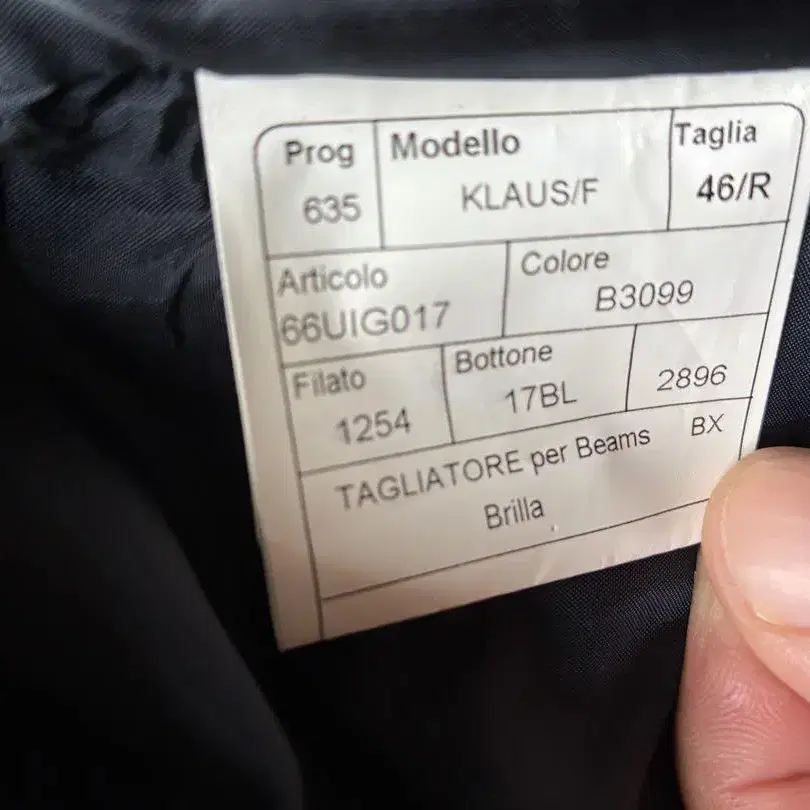 Prog Modello Taglia
635 KLAUS/F 46/R
Articolo Colore
66UIG017 B3099
Filato Bottone
1254 17BL 2896
TAGLIATORE per Beams BX
Brilla